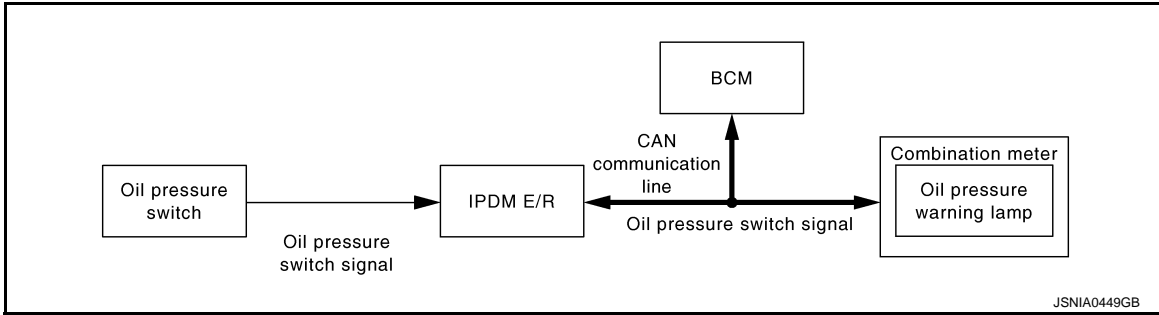 BCM
CAN
communication
line
Combination meter
Oil pressure
switch
IPDM E/R
Oil pressure
warning lamp
Oil pressure switch signal
Oil pressure
switch signal
JSNIA0449GB